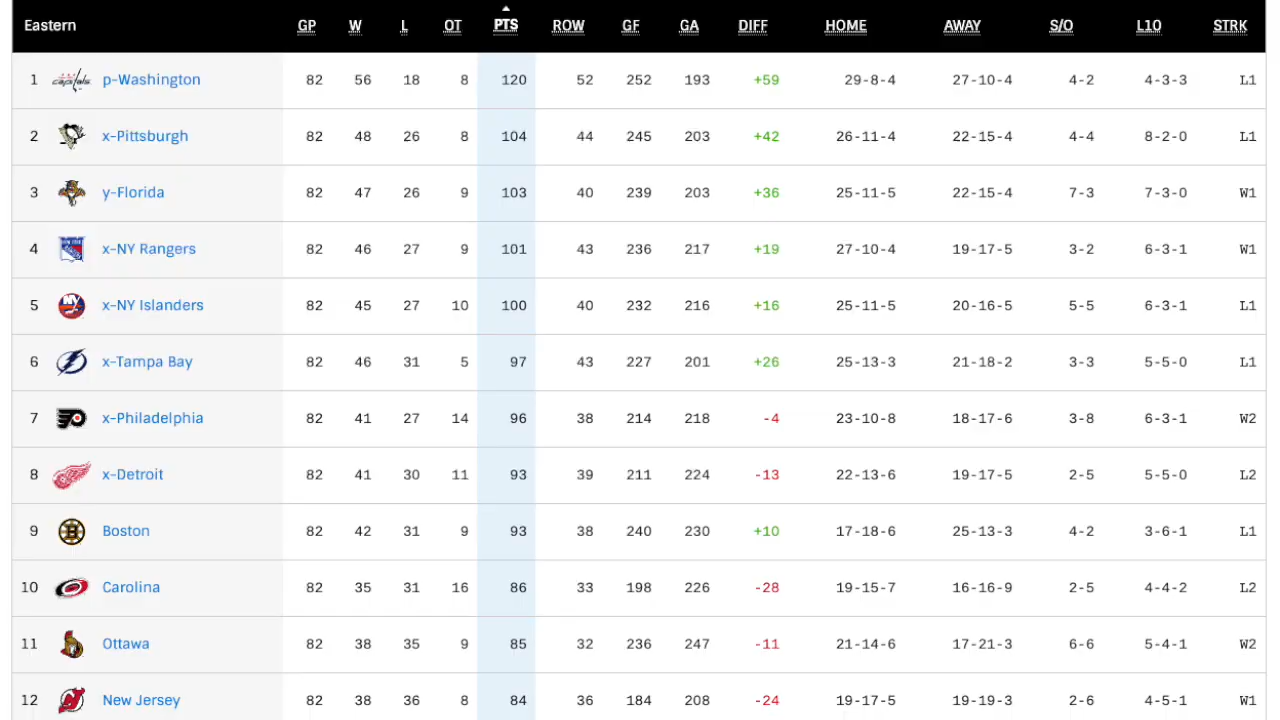 Eastern GP W L OT PTS ROW GF GA DIFF HOME AWAY S/O L10 STRK
1 capitals p-Washington 82 56 18 8 120 52 252 193 +59 29-8-4 27-10-4 4-2 4-3-3 L1
2 x-Pittsburgh 82 48 26 8 104 44 245 203 +42 26-11-4 22-15-4 4-4 8-2-0 L1
3 y-Florida 82 47 26 9 103 40 239 203 +36 25-11-5 22-15-4 7-3 7-3-0 W1
4 x-NY Rangers 82 46 27 9 101 43 236 217 +19 27-10-4 19-17-5 3-2 6-3-1 W1
5 NY x-NY Islanders 82 45 27 10 100 40 232 216 +16 25-11-5 20-16-5 5-5 6-3-1 L1
6 x-Tampa Bay 82 46 31 5 97 43 227 201 +26 25-13-3 21-18-2 3-3 5-5-0 L1
7 x-Philadelphia 82 41 27 14 96 38 214 218 -4 23-10-8 18-17-6 3-8 6-3-1 W2
8 x-Detroit 82 41 30 11 93 39 211 224 -13 22-13-6 19-17-5 2-5 5-5-0 L2
9 B Boston 82 42 31 9 93 38 240 230 +10 17-18-6 25-13-3 4-2 3-6-1 L1
10 Carolina 82 35 31 16 86 33 198 226 -28 19-15-7 16-16-9 2-5 4-4-2 L2
11 Ottawa 82 38 35 9 85 32 236 247 -11 21-14-6 17-21-3 6-6 5-4-1 W2
12 New Jersey 82 38 36 8 84 36 184 208 -24 19-17-5 19-19-3 2-6 4-5-1 W1